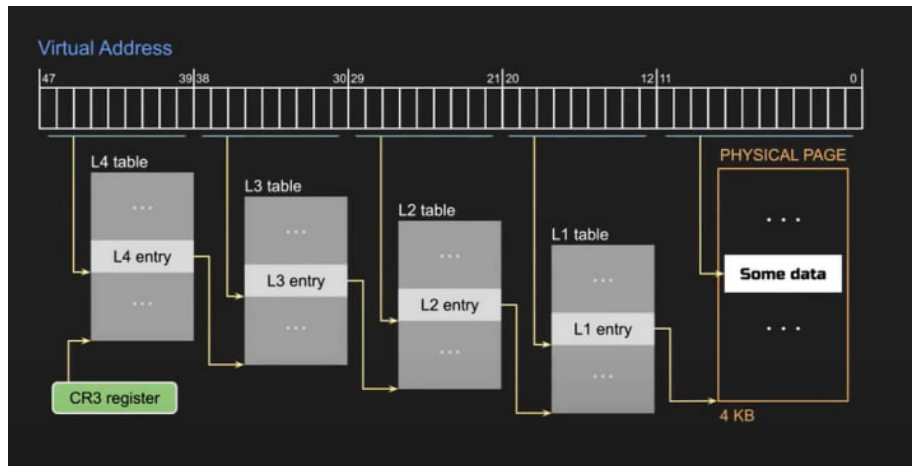 Virtual Address
47 39 38 30 29 21 20 12 11 0
PHYSICAL PAGE
L4 table
L3 table
L2 table
L1 table
...
...
...
...
...
L4 entry
L3 entry
L2 entry
L1 entry
Some data
...
...
...
...
...
CR3 register
4 KB